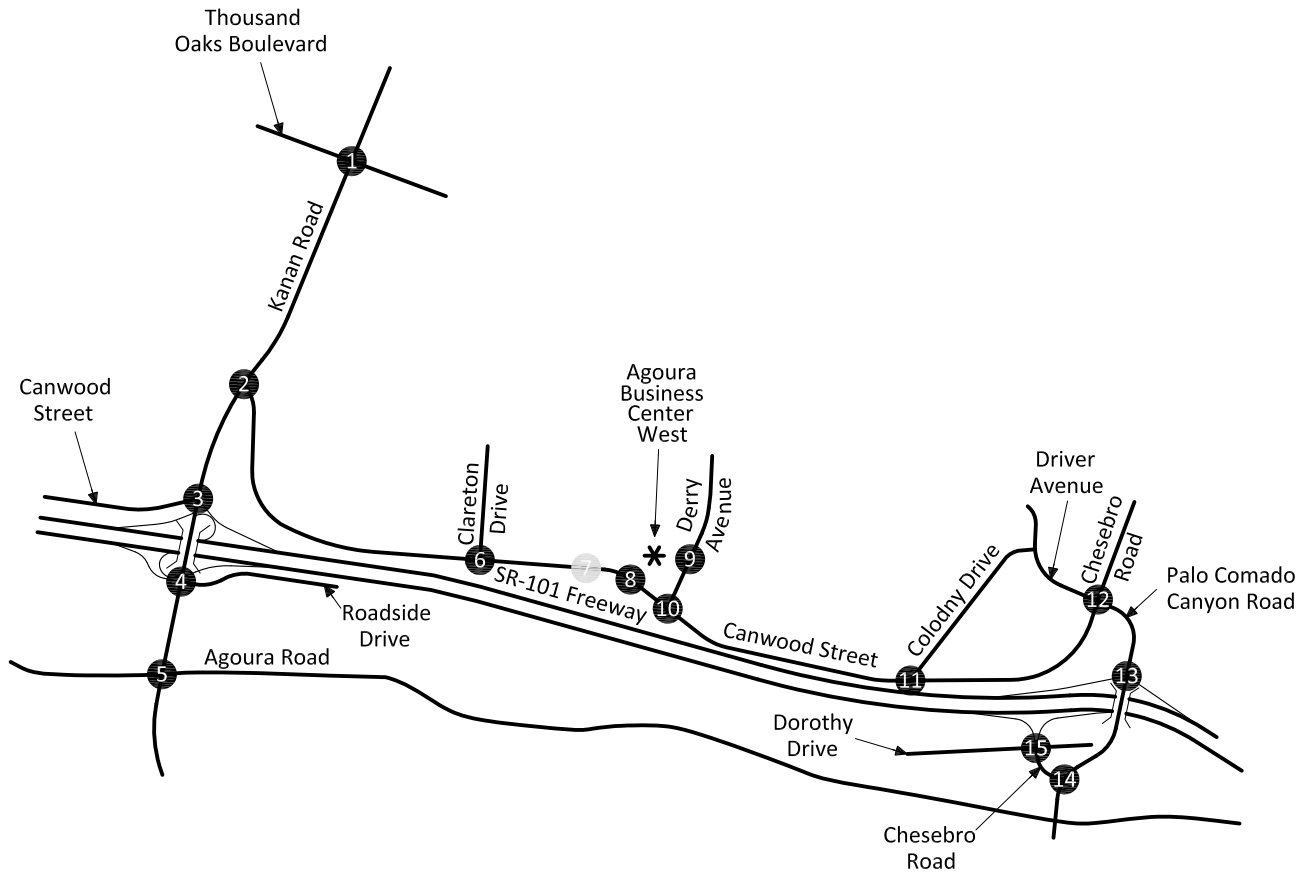 Thousand
Oaks Boulevard
1
Kanan Road
2
Canwood
Street
3
Agoura
Business
Center
West
Clareton
Drive
Derry
Avenue
Driver
Avenue
Chesebro
Road
6
7
8
9
10
SR-101 Freeway
4
Roadside
Drive
Palo Comado
Canyon Road
12
Colodny Drive
Canwood Street
11
13
5
Agoura Road
Dorothy
Drive
15
14
Chesebro
Road